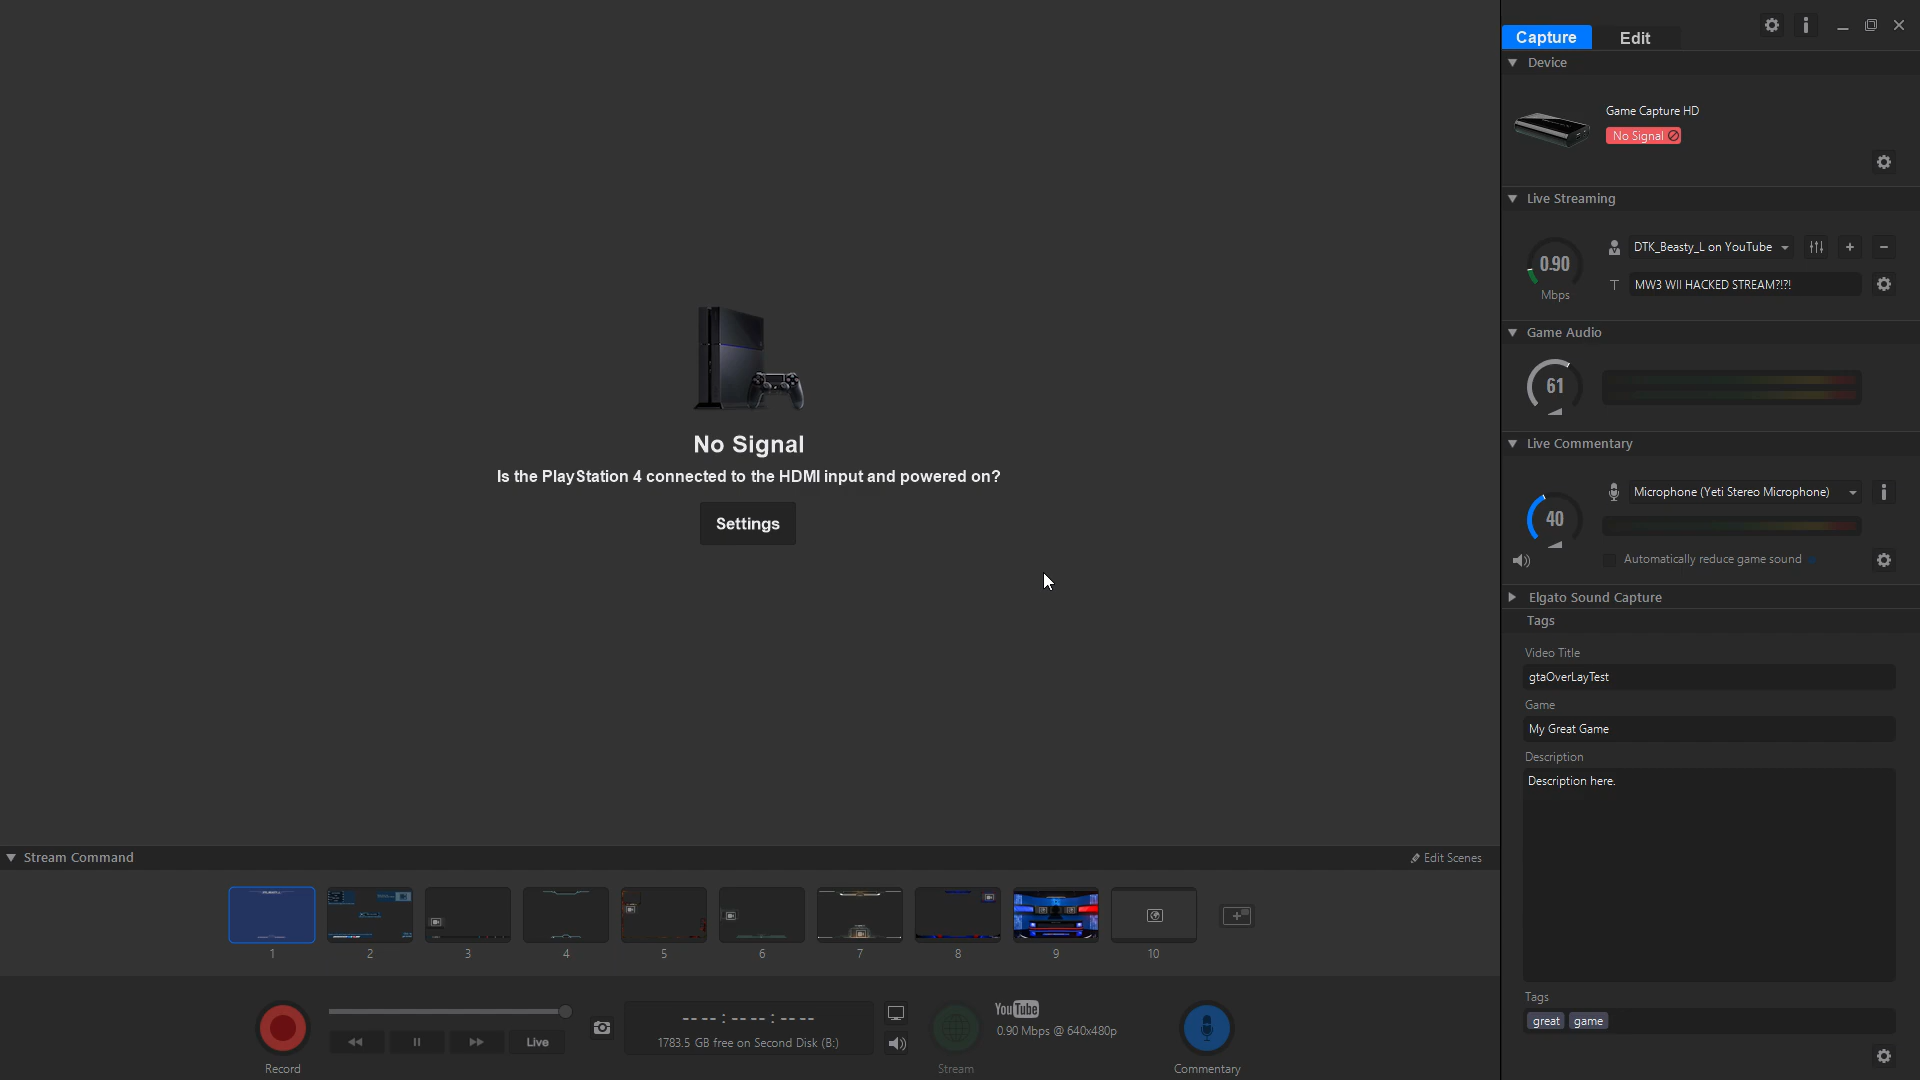 Capture
Edit
Device
Game Capture HD
No Signal
Live Streaming
0.90
Mbps
DTK_Beasty_L on YouTube
T
MW3 WII HACKED STREAM?!?!
Game Audio
61
Live Commentary
Microphone (Yeti Stereo Microphone)
40
Automatically reduce game sound
Elgato Sound Capture
Tags
Video Title
gtaOverLayTest
Game
My Great Game
Description
Description here.
Tags
great game
No Signal
Is the PlayStation 4 connected to the HDMI input and powered on?
Settings
Stream Command
Edit Scenes
1 2 3 4 5 6 7 8 9 10
Record
Live
-- -- : -- -- : -- --
1783.5 GB free on Second Disk (B:)
Stream
YouTube
0.90 Mbps @ 640x480p
Commentary